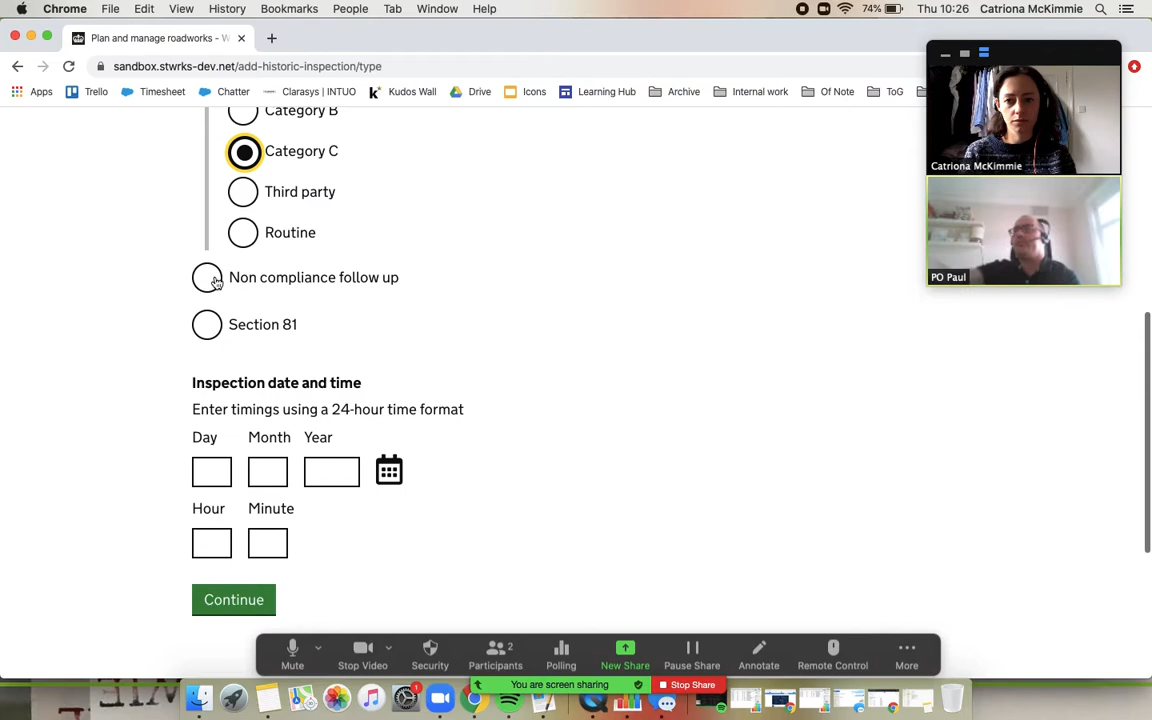 Chrome File Edit View History Bookmarks People Tab Window Help 74% Thu 10:26 Catriona McKimmie
Plan and manage roadworks - W
sandbox.stwrks-dev.net/add-historic-inspection/type
Apps Trello Timesheet Chatter Clarasys | INTUO Kudos Wall Drive Icons Learning Hub Archive Internal work Of Note ToG
Catriona McKimmie
PO Paul
Category B
Category C
Third party
Routine
Non compliance follow up
Section 81
Inspection date and time
Enter timings using a 24-hour time format
Day Month Year
Hour Minute
Continue
Mute Stop Video Security Participants 2 Polling New Share Pause Share Annotate Remote Control More
You are screen sharing Stop Share
1